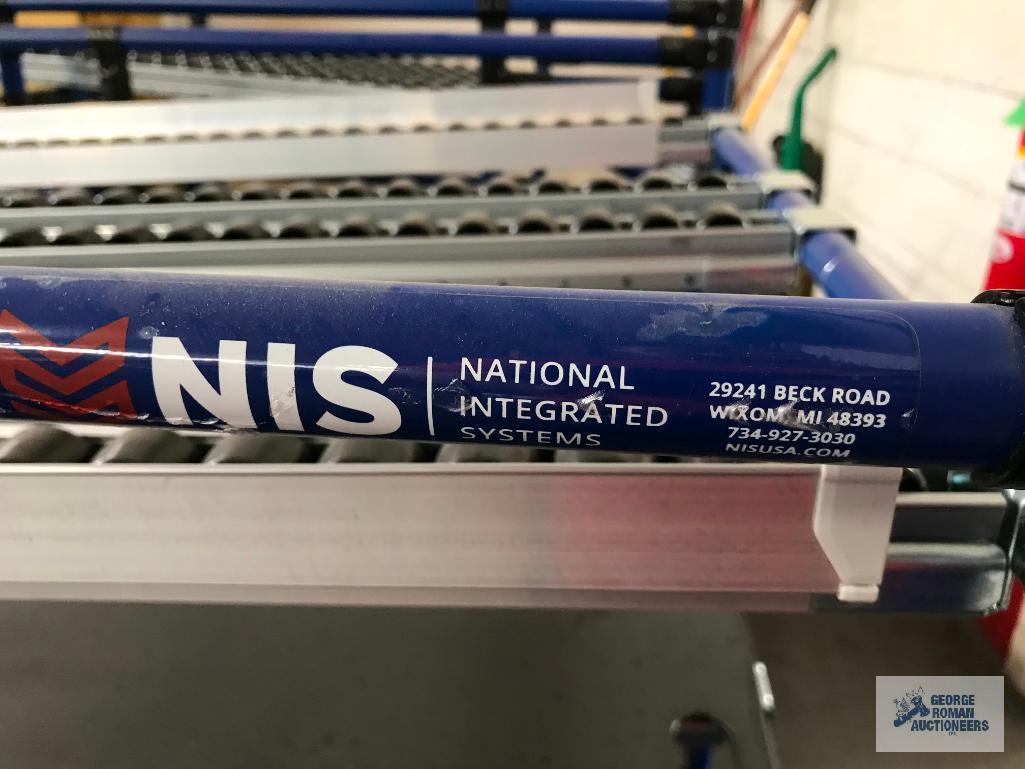 NIS
NATIONAL
INTEGRATED
SYSTEMS
29241 BECK ROAD
WIXOM, MI 48393
734-927-3030
NISUSA.COM
GEORGE
ROMAN
AUCTIONEERS